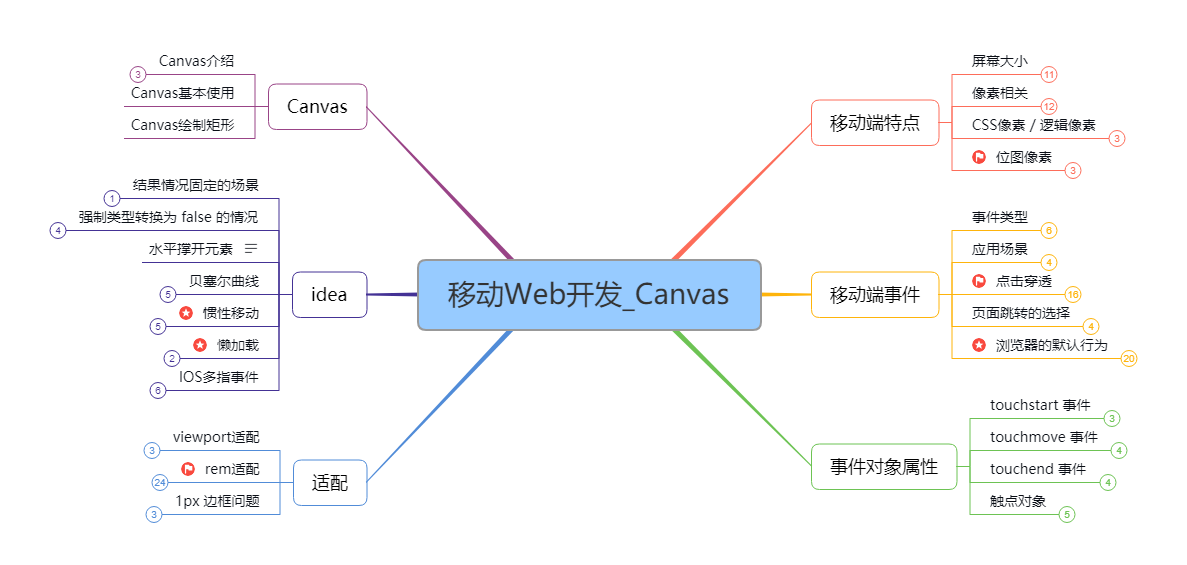 移动Web开发_Canvas
Canvas
Canvas介绍
3
Canvas基本使用
Canvas绘制矩形
idea
结果情况固定的场景
1
强制类型转换为 false 的情况
4
水平撑开元素
贝塞尔曲线
5
惯性移动
5
懒加载
2
IOS多指事件
6
适配
viewport适配
3
rem适配
24
1px 边框问题
3
移动端特点
屏幕大小
11
像素相关
12
CSS像素 / 逻辑像素
3
位图像素
3
移动端事件
事件类型
6
应用场景
4
点击穿透
16
页面跳转的选择
4
浏览器的默认行为
20
事件对象属性
touchstart 事件
3
touchmove 事件
4
touchend 事件
4
触点对象
5